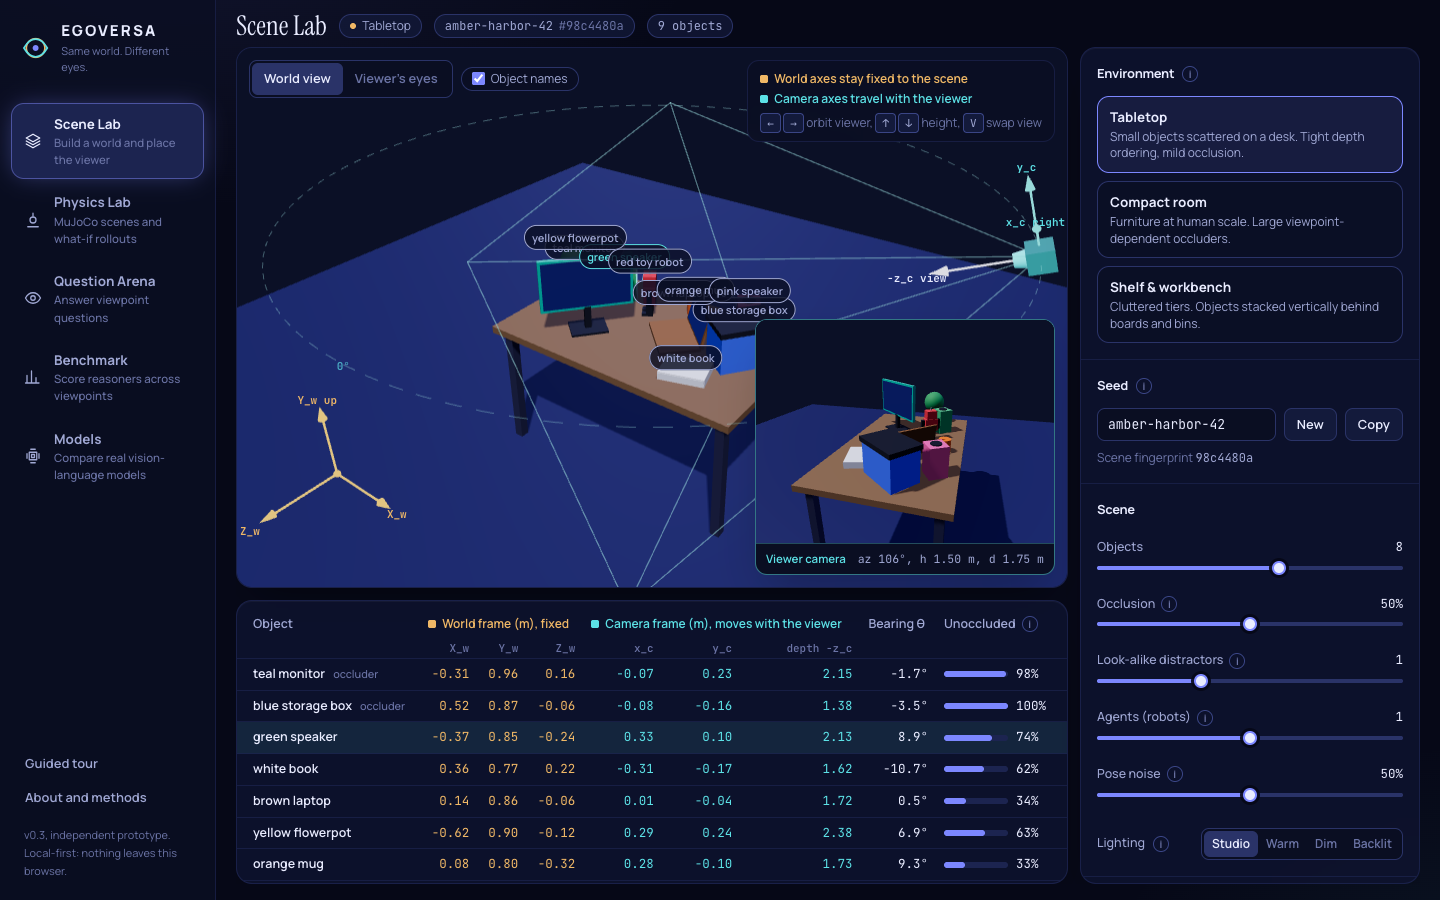 EGOVERSA
Same world. Different
eyes.
Scene Lab
Build a world and place
the viewer
Physics Lab
MuJoCo scenes and
what-if rollouts
Question Arena
Answer viewpoint
questions
Benchmark
Score reasoners across
viewpoints
Models
Compare real vision-
language models
Guided tour
About and methods
v0.3, independent prototype.
Local-first: nothing leaves this
browser.
Scene Lab
Tabletop
amber-harbor-42 #98c4480a
9 objects
World view
Viewer's eyes
Object names
World axes stay fixed to the scene
Camera axes travel with the viewer
← → orbit viewer, ↑ ↓ height, V swap view
y_c
x_c right
-z_c view
yellow flowerpot
red toy robot
pink speaker
blue storage box
white book
0°
Y_w up
X_w
Z_w
Viewer camera az 106°, h 1.50 m, d 1.75 m
Object World frame (m), fixed Camera frame (m), moves with the viewer Bearing θ Unoccluded i
X_w Y_w Z_w x_c y_c depth -z_c
teal monitor occluder -0.31 0.96 0.16 -0.07 0.23 2.15 -1.7° 98%
blue storage box occluder 0.52 0.87 -0.06 -0.08 -0.16 1.38 -3.5° 100%
green speaker -0.37 0.85 -0.24 0.33 0.10 2.13 8.9° 74%
white book 0.36 0.77 0.22 -0.31 -0.17 1.62 -10.7° 62%
brown laptop 0.14 0.86 -0.06 0.01 -0.04 1.72 0.5° 34%
yellow flowerpot -0.62 0.90 -0.12 0.29 0.24 2.38 6.9° 63%
orange mug 0.08 0.80 -0.32 0.28 -0.10 1.73 9.3° 33%
Environment i
Tabletop
Small objects scattered on a desk. Tight depth
ordering, mild occlusion.
Compact room
Furniture at human scale. Large viewpoint-
dependent occluders.
Shelf & workbench
Cluttered tiers. Objects stacked vertically behind
boards and bins.
Seed i
amber-harbor-42
New
Copy
Scene fingerprint 98c4480a
Scene
Objects 8
Occlusion i 50%
Look-alike distractors i 1
Agents (robots) i 1
Pose noise i 50%
Lighting i Studio Warm Dim Backlit